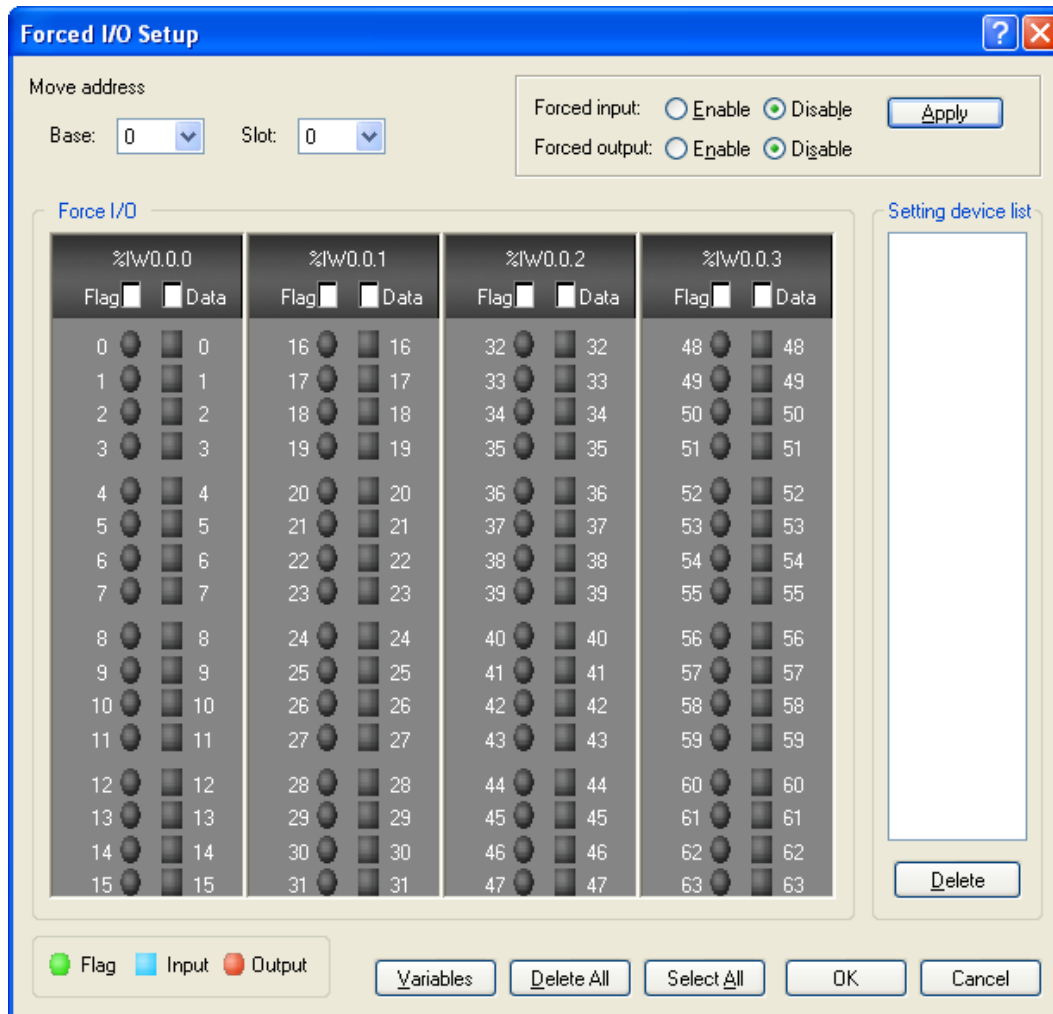 Forced I/O Setup
Move address
Base: 0 Slot: 0
Forced input: Enable Disable Apply
Forced output: Enable Disable
Force I/O Setting device list
%IW0.0.0 %IW0.0.1 %IW0.0.2 %IW0.0.3
Flag Data Flag Data Flag Data Flag Data
0 0 16 16 32 32 48 48
1 1 17 17 33 33 49 49
2 2 18 18 34 34 50 50
3 3 19 19 35 35 51 51
4 4 20 20 36 36 52 52
5 5 21 21 37 37 53 53
6 6 22 22 38 38 54 54
7 7 23 23 39 39 55 55
8 8 24 24 40 40 56 56
9 9 25 25 41 41 57 57
10 10 26 26 42 42 58 58
11 11 27 27 43 43 59 59
12 12 28 28 44 44 60 60
13 13 29 29 45 45 61 61
14 14 30 30 46 46 62 62
15 15 31 31 47 47 63 63
Delete
Flag Input Output
Variables Delete All Select All OK Cancel